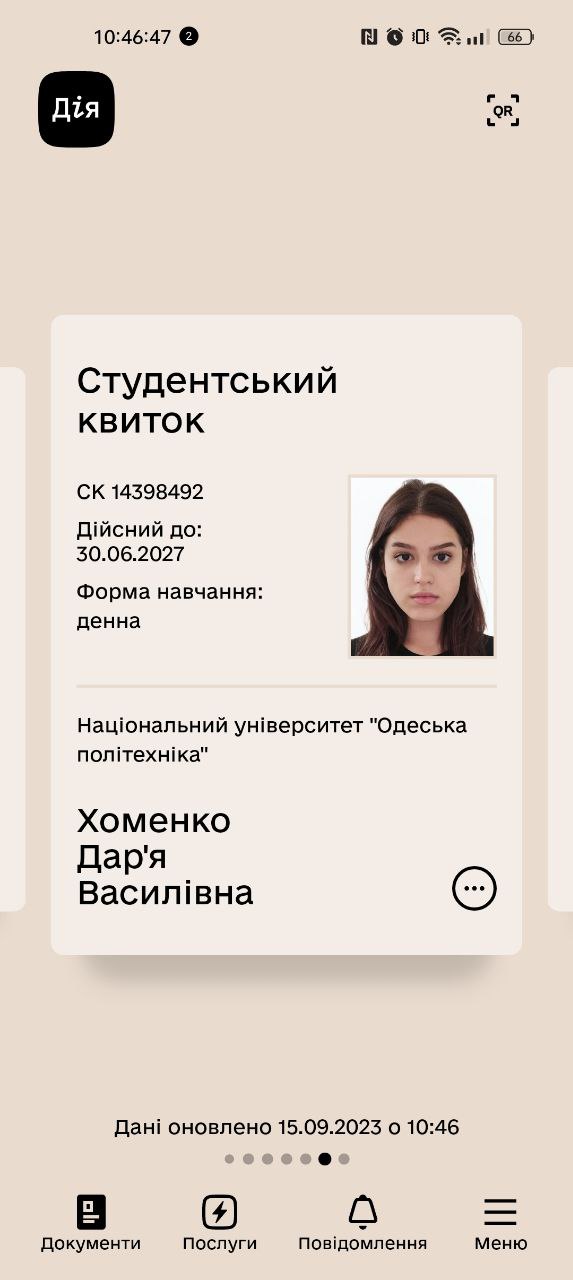 10:46:47 2
66
Дія
QR
Студентський
квиток
СК 14398492
Дійсний до:
30.06.2027
Форма навчання:
денна
Національний університет "Одеська
політехніка"
Хоменко
Дар'я
Василівна
Дані оновлено 15.09.2023 о 10:46
Документи Послуги Повідомлення Меню